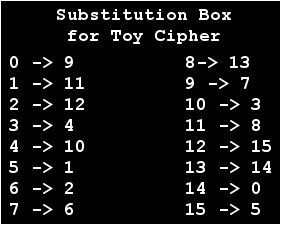 Substitution Box
for Toy Cipher
0 -> 9 8-> 13
1 -> 11 9 -> 7
2 -> 12 10 -> 3
3 -> 4 11 -> 8
4 -> 10 12 -> 15
5 -> 1 13 -> 14
6 -> 2 14 -> 0
7 -> 6 15 -> 5